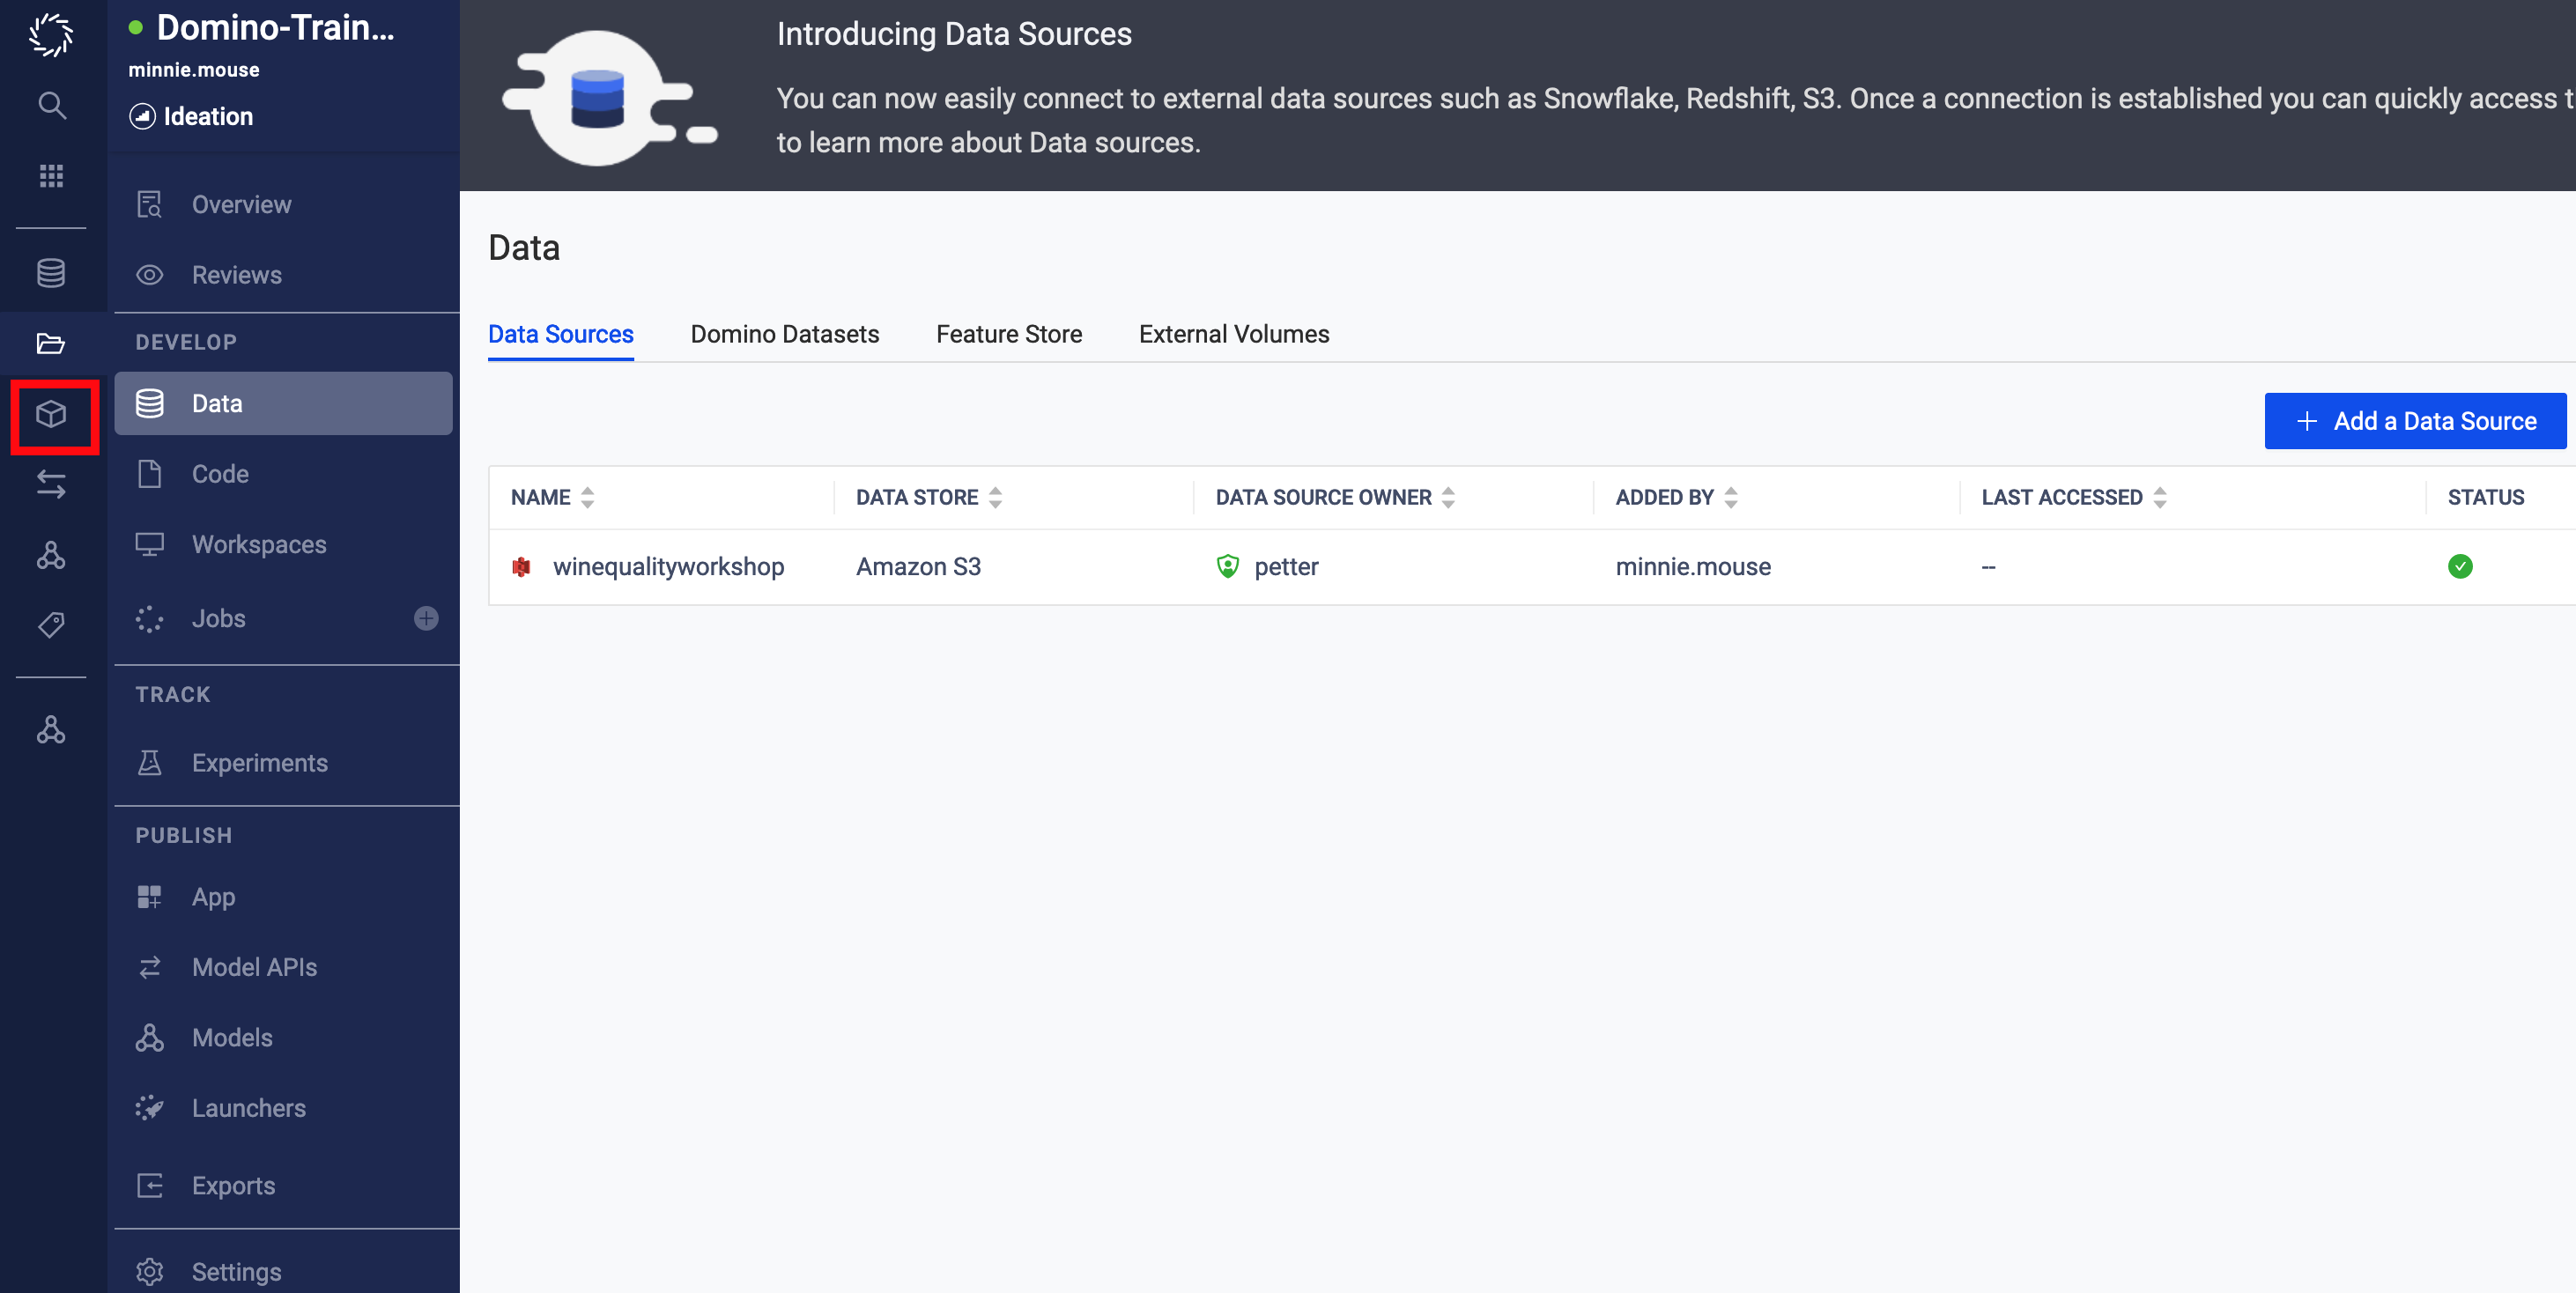 Domino-Train...
minnie.mouse
Ideation
Overview
Reviews
DEVELOP
Data
Code
Workspaces
Jobs
TRACK
Experiments
PUBLISH
App
Model APIs
Models
Launchers
Exports
Settings
Introducing Data Sources
You can now easily connect to external data sources such as Snowflake, Redshift, S3. Once a connection is established you can quickly access t
to learn more about Data sources.
Data
Data Sources Domino Datasets Feature Store External Volumes
+ Add a Data Source
NAME DATA STORE DATA SOURCE OWNER ADDED BY LAST ACCESSED STATUS
winequalityworkshop Amazon S3 petter minnie.mouse --